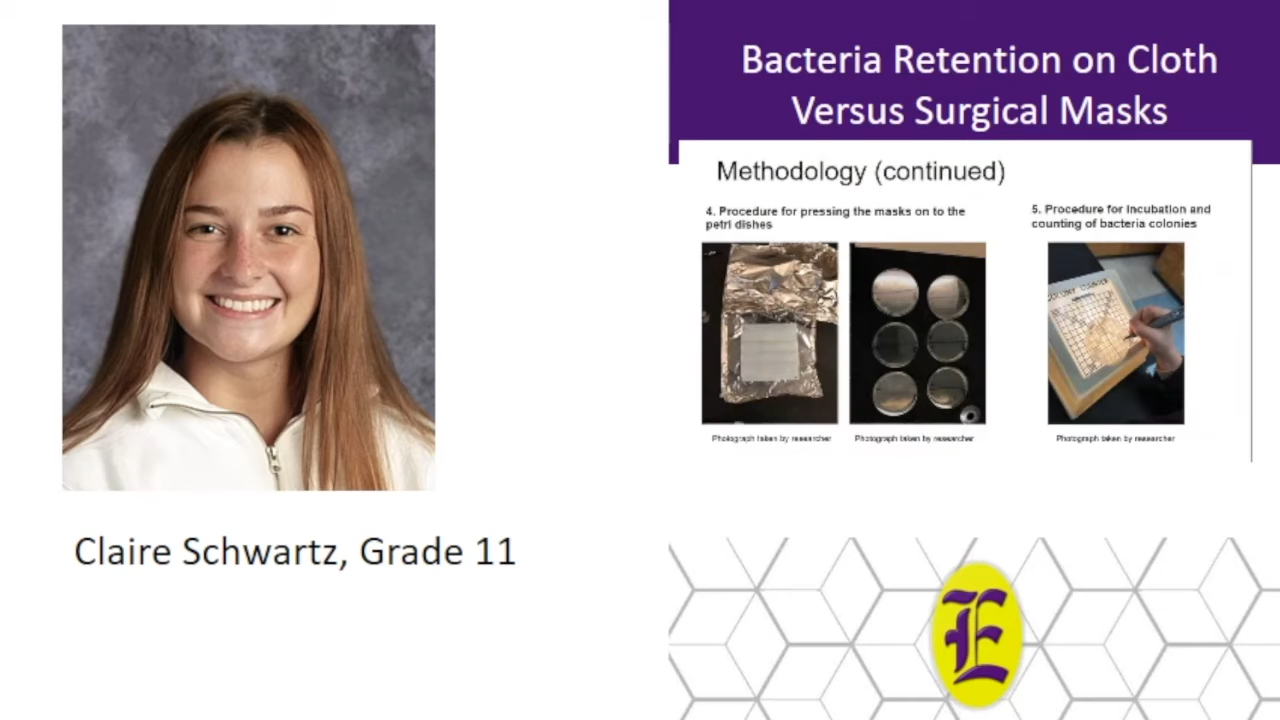 Claire Schwartz, Grade 11
Bacteria Retention on Cloth
Versus Surgical Masks
Methodology (continued)
4. Procedure for pressing the masks on to the
petri dishes
5. Procedure for incubation and
counting of bacteria colonies
COLONY COUNTER
Photograph taken by researcher
Photograph taken by researcher
Photograph taken by researcher
E